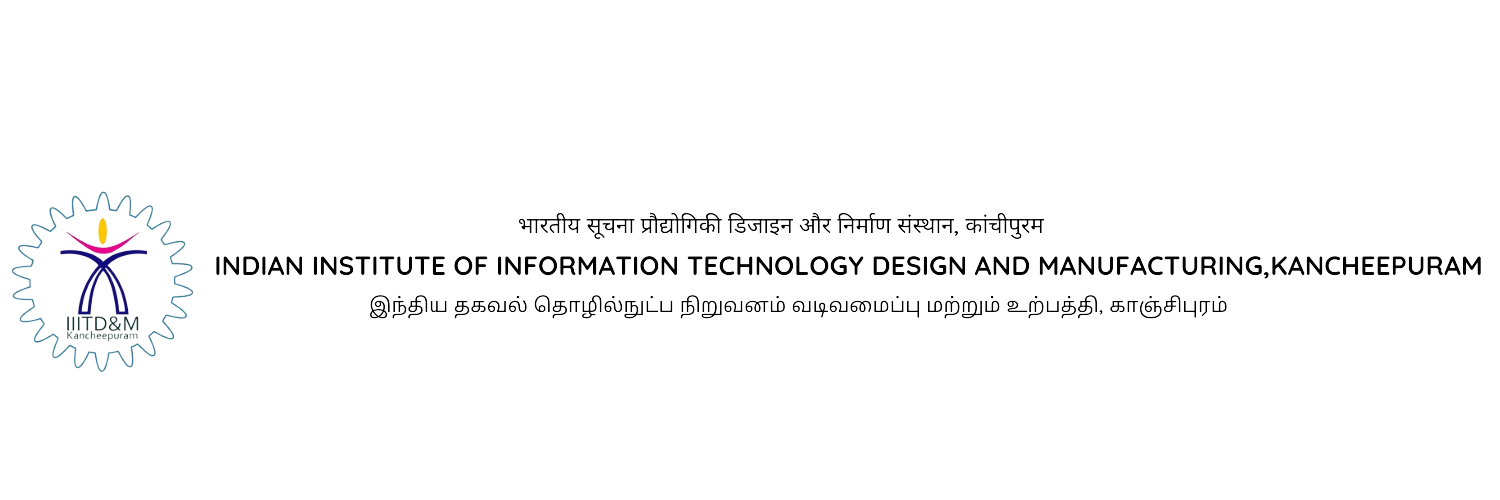 IIITD&M
Kancheepuram
भारतीय सूचना प्रौद्योगिकी डिजाइन और निर्माण संस्थान, कांचीपुरम
INDIAN INSTITUTE OF INFORMATION TECHNOLOGY DESIGN AND MANUFACTURING,KANCHEEPURAM
இந்திய தகவல் தொழில்நுட்ப நிறுவனம் வடிவமைப்பு மற்றும் உற்பத்தி, காஞ்சிபுரம்